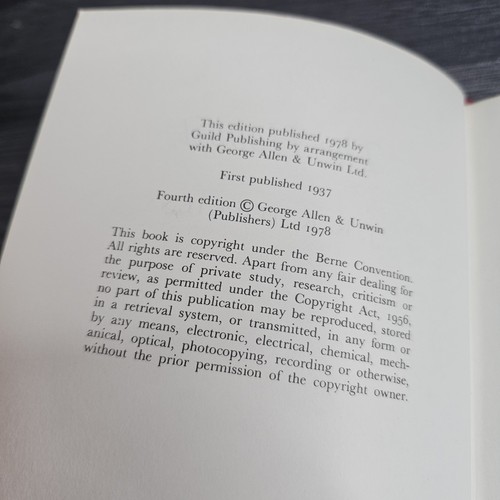 This edition published 1978 by
Guild Publishing by arrangement
with George Allen & Unwin Ltd.
First published 1937
Fourth edition © George Allen & Unwin
(Publishers) Ltd 1978
This book is copyright under the Berne Convention.
All rights are reserved. Apart from any fair dealing for
the purpose of private study, research, criticism or
review, as permitted under the Copyright Act, 1956,
no part of this publication may be reproduced, stored
in a retrieval system, or transmitted, in any form or
by any means, electronic, electrical, chemical, mech-
anical, optical, photocopying, recording or otherwise,
without the prior permission of the copyright owner.